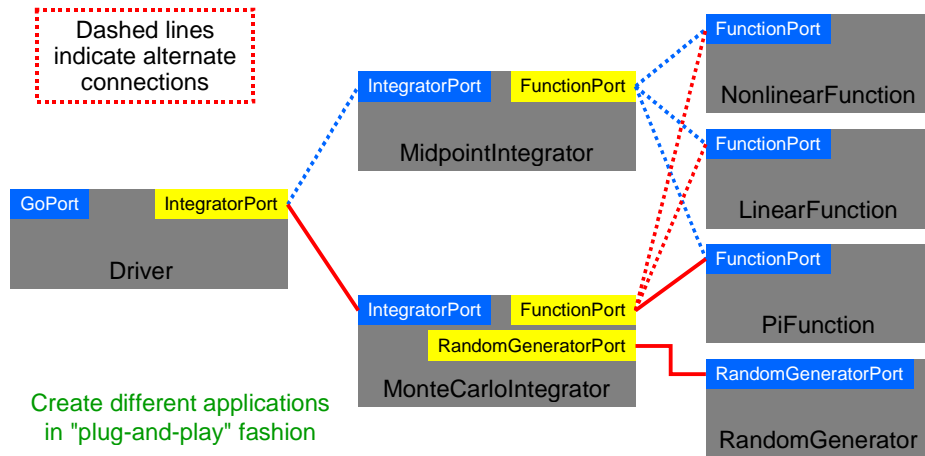 Dashed lines
indicate alternate
connections
GoPort
IntegratorPort
Driver
IntegratorPort
FunctionPort
MidpointIntegrator
IntegratorPort
FunctionPort
RandomGeneratorPort
MonteCarloIntegrator
FunctionPort
NonlinearFunction
FunctionPort
LinearFunction
FunctionPort
PiFunction
RandomGeneratorPort
RandomGenerator
Create different applications
in "plug-and-play" fashion